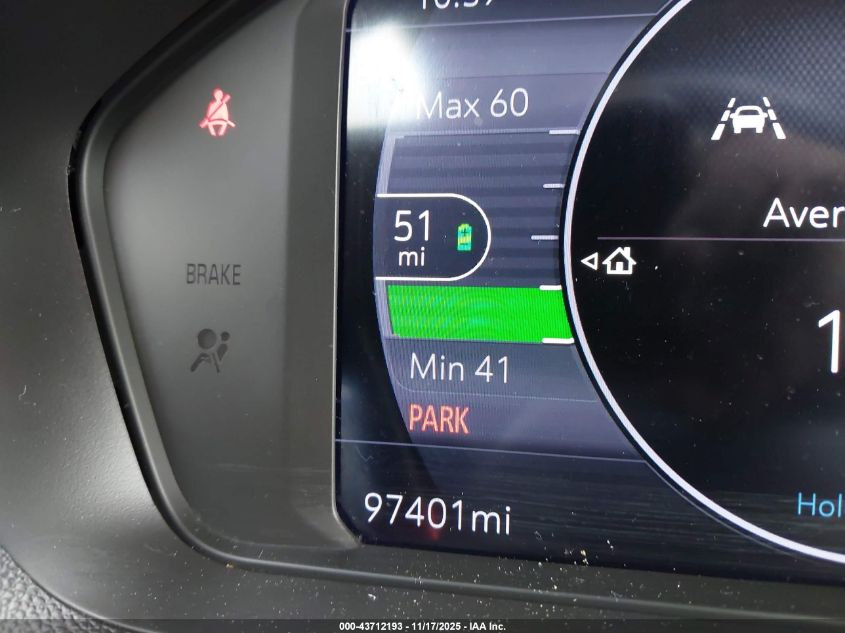 Max 60
51
mi
BRAKE
Min 41
PARK
97401mi
000-43712193 - 11/17/2025 - IAA Inc.